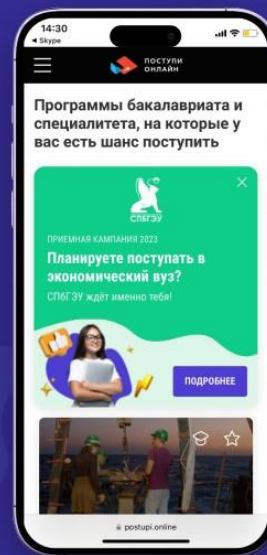 14:30
◀ Skype
ПОСТУПИ
ОНЛАЙН
Программы бакалавриата и
специалитета, на которые у
вас есть шанс поступить
СПБГЭУ
ПРИЕМНАЯ КАМПАНИЯ 2023
Планируете поступать в
экономический вуз?
СПбГЭУ ждёт именно тебя!
ПОДРОБНЕЕ
postupi.online